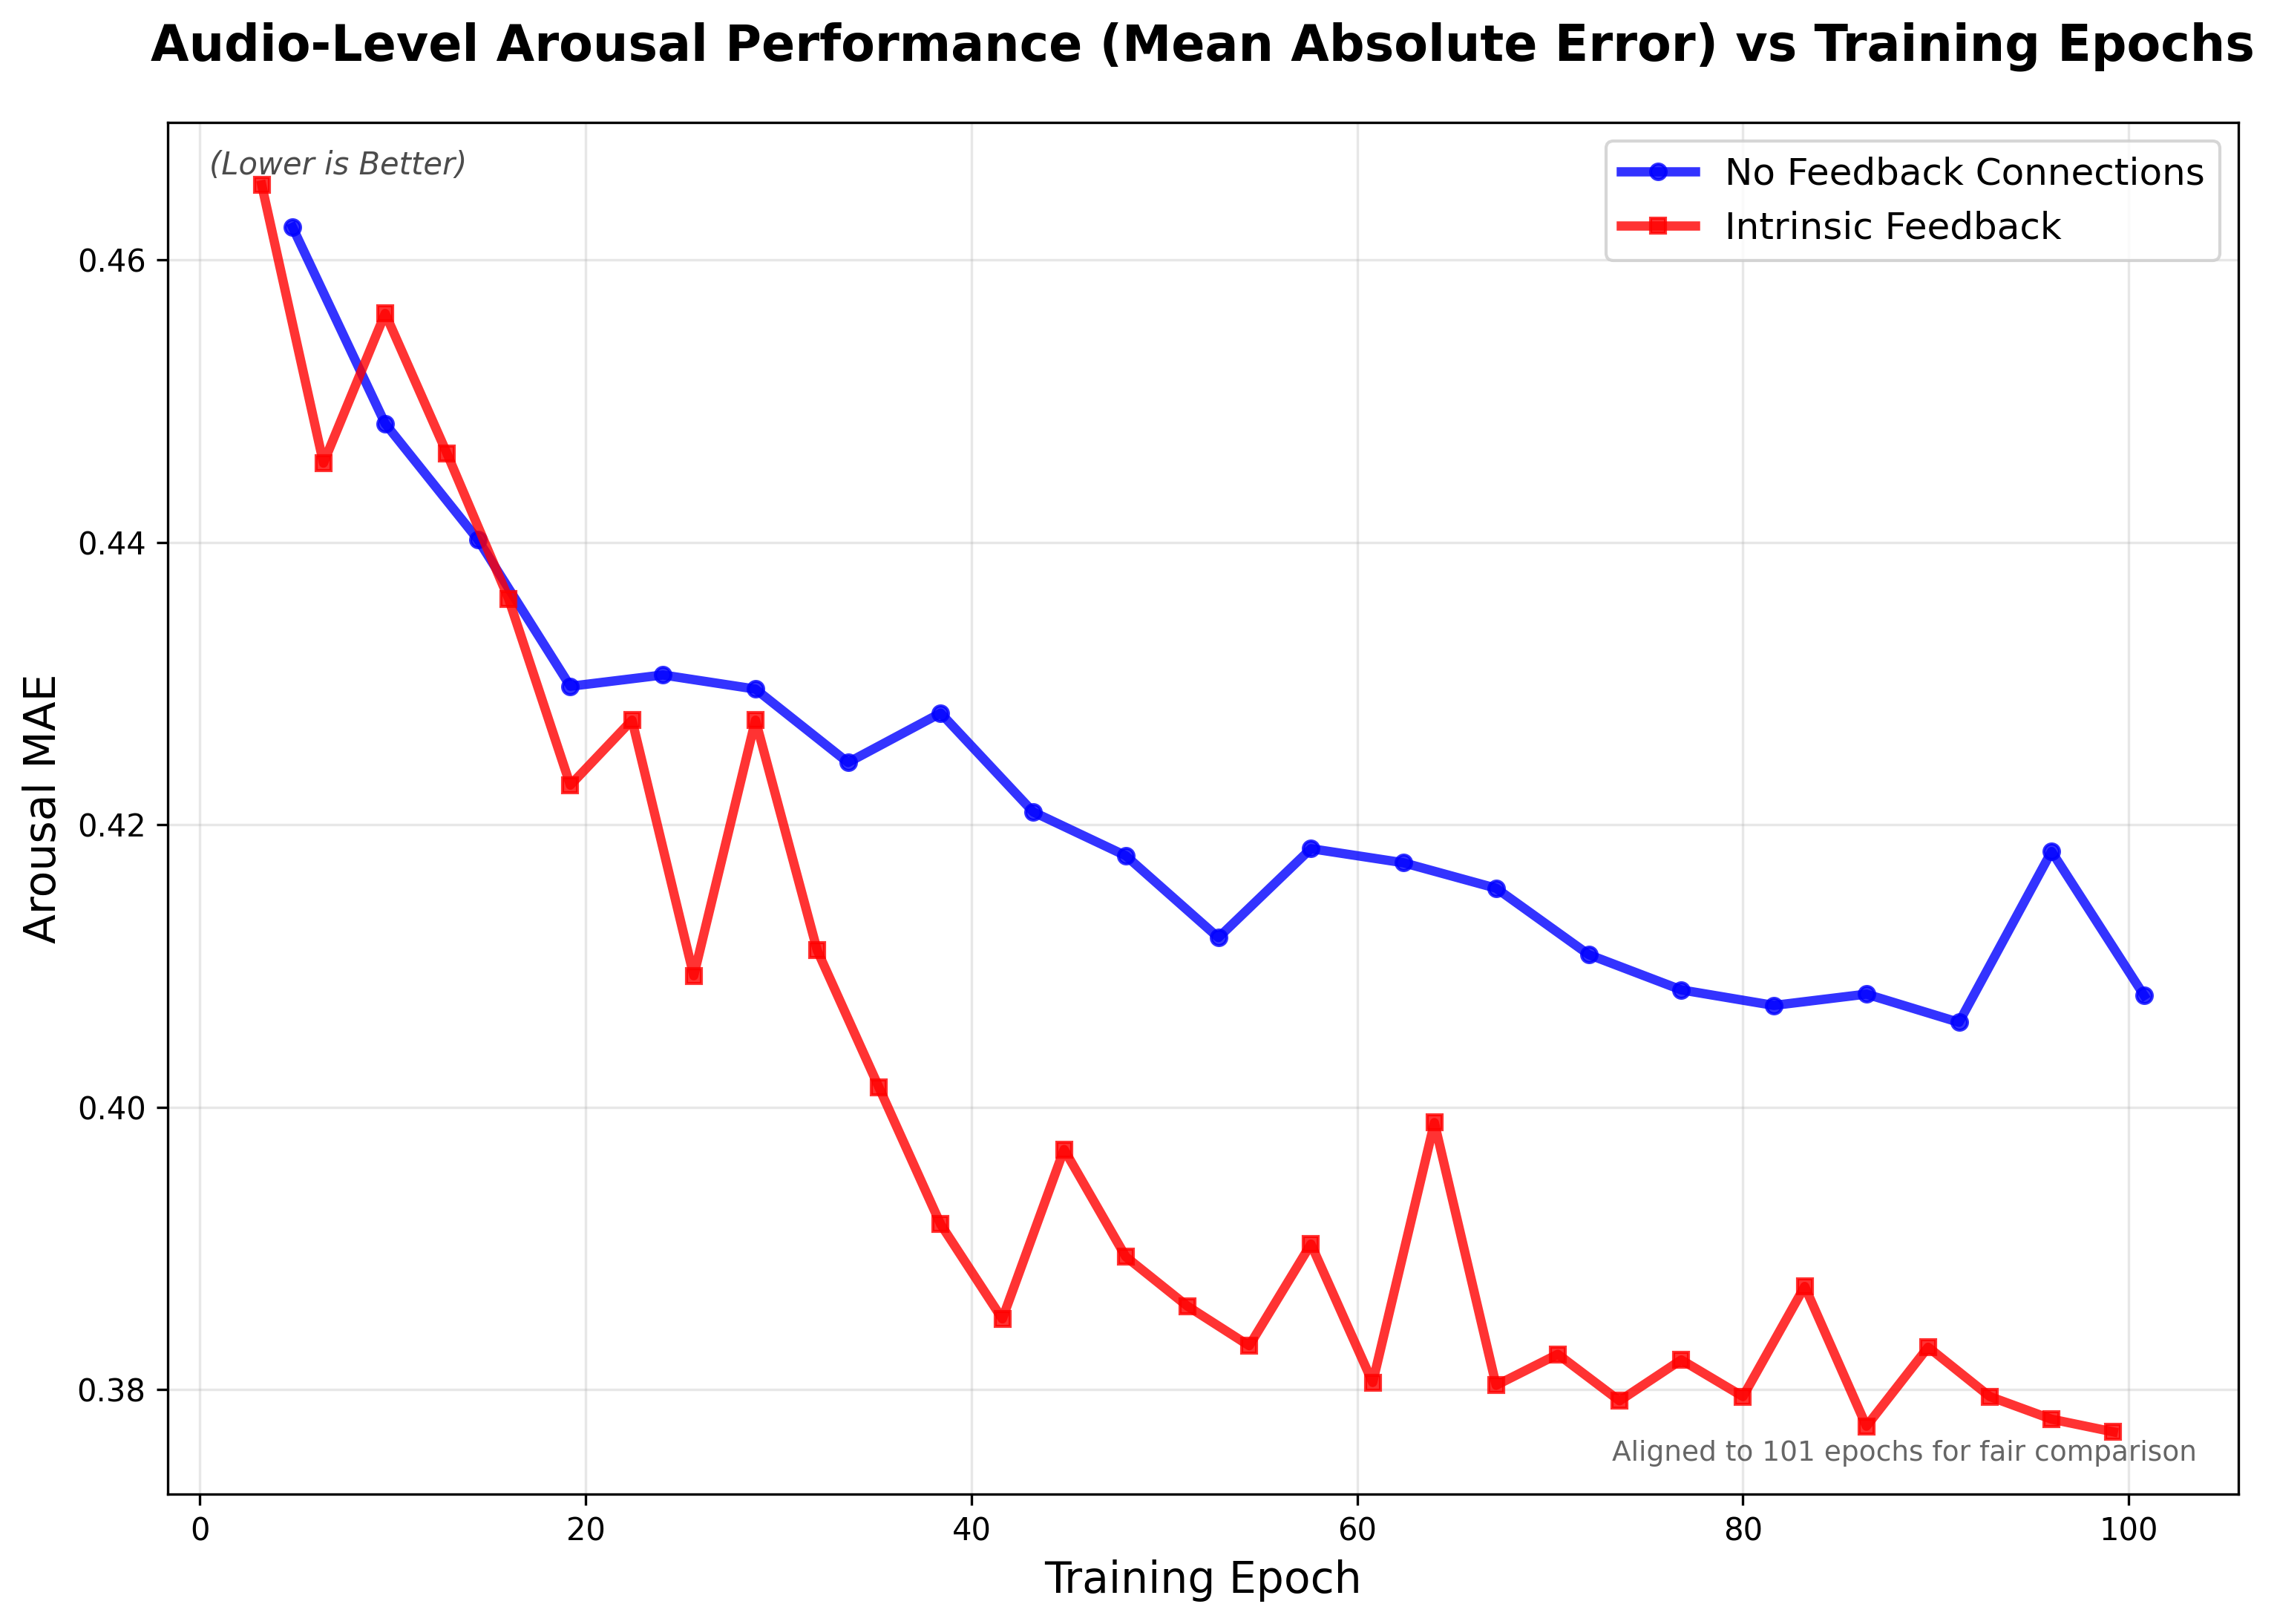 Audio-Level Arousal Performance (Mean Absolute Error) vs Training Epochs
(Lower is Better)
No Feedback Connections
Intrinsic Feedback
0.46
0.44
0.42
0.40
0.38
Arousal MAE
Aligned to 101 epochs for fair comparison
0 20 40 60 80 100
Training Epoch